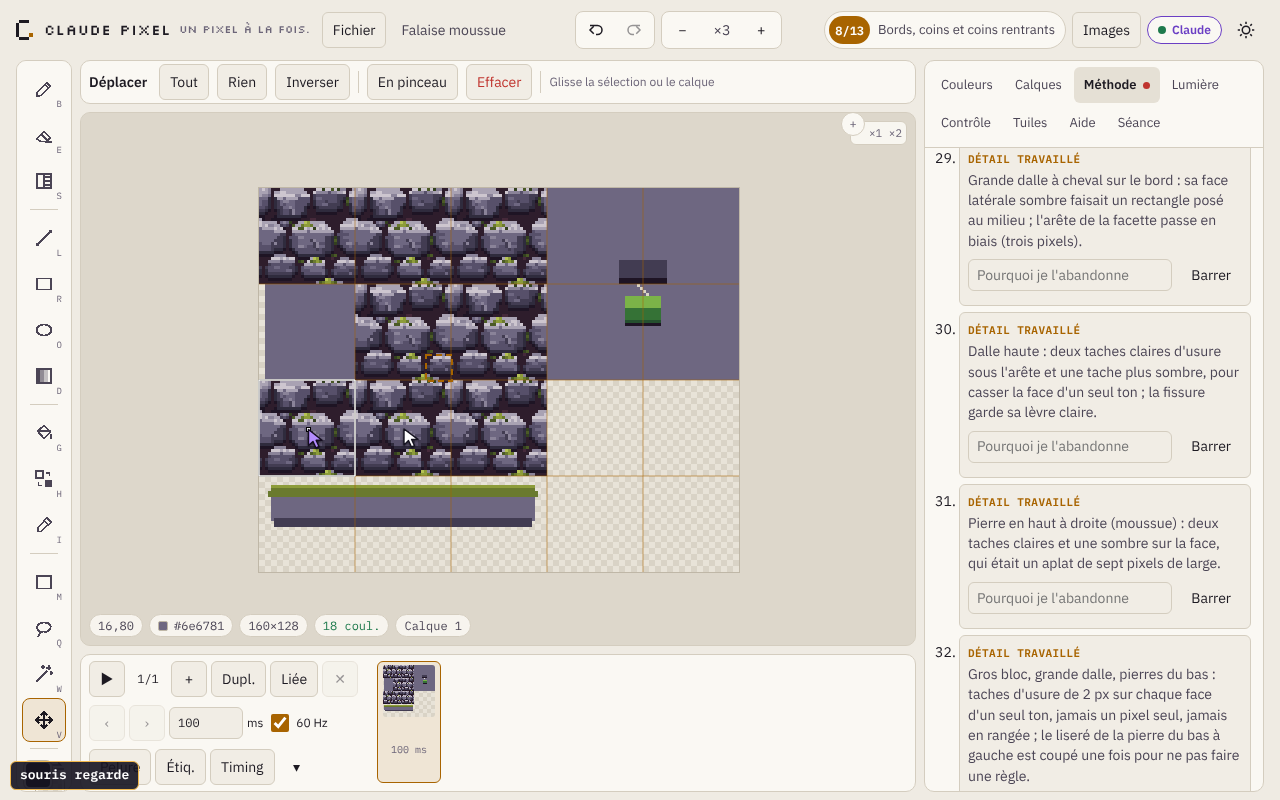 CLAUDE PIXEL UN PIXEL À LA FOIS. Fichier Falaise moussue − ×3 + 8/13 Bords, coins et coins rentrants Images Claude
Déplacer Tout Rien Inverser En pinceau Effacer Glisse la sélection ou le calque
Couleurs Calques Méthode Lumière
Contrôle Tuiles Aide Séance
+ ×1 ×2
B
E
S
L
R
O
D
G
H
I
M
Q
W
V
29. DÉTAIL TRAVAILLÉ
Grande dalle à cheval sur le bord : sa face
latérale sombre faisait un rectangle posé
au milieu ; l'arête de la facette passe en
biais (trois pixels).
Pourquoi je l'abandonne Barrer
30. DÉTAIL TRAVAILLÉ
Dalle haute : deux taches claires d'usure
sous l'arête et une tache plus sombre, pour
casser la face d'un seul ton ; la fissure
garde sa lèvre claire.
Pourquoi je l'abandonne Barrer
31. DÉTAIL TRAVAILLÉ
Pierre en haut à droite (moussue) : deux
taches claires et une sombre sur la face,
qui était un aplat de sept pixels de large.
Pourquoi je l'abandonne Barrer
32. DÉTAIL TRAVAILLÉ
Gros bloc, grande dalle, pierres du bas :
taches d'usure de 2 px sur chaque face
d'un seul ton, jamais un pixel seul, jamais
en rangée ; le liseré de la pierre du bas à
gauche est coupé une fois pour ne pas faire
une règle.
16,80 #6e6781 160×128 18 coul. Calque 1
1/1 + Dupl. Liée ×
‹ › 100 ms 60 Hz
100 ms
Étiq. Timing ▼
souris regarde